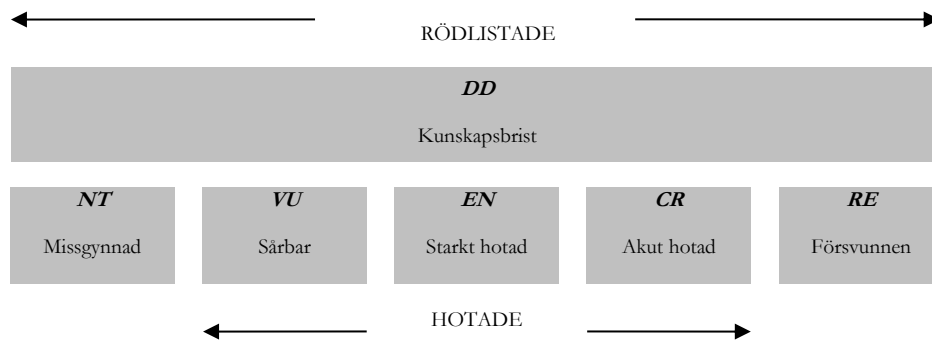 RÖDLISTADE
DD
Kunskapsbrist
NT VU EN CR RE
Missgynnad Sårbar Starkt hotad Akut hotad Försvunnen
HOTADE